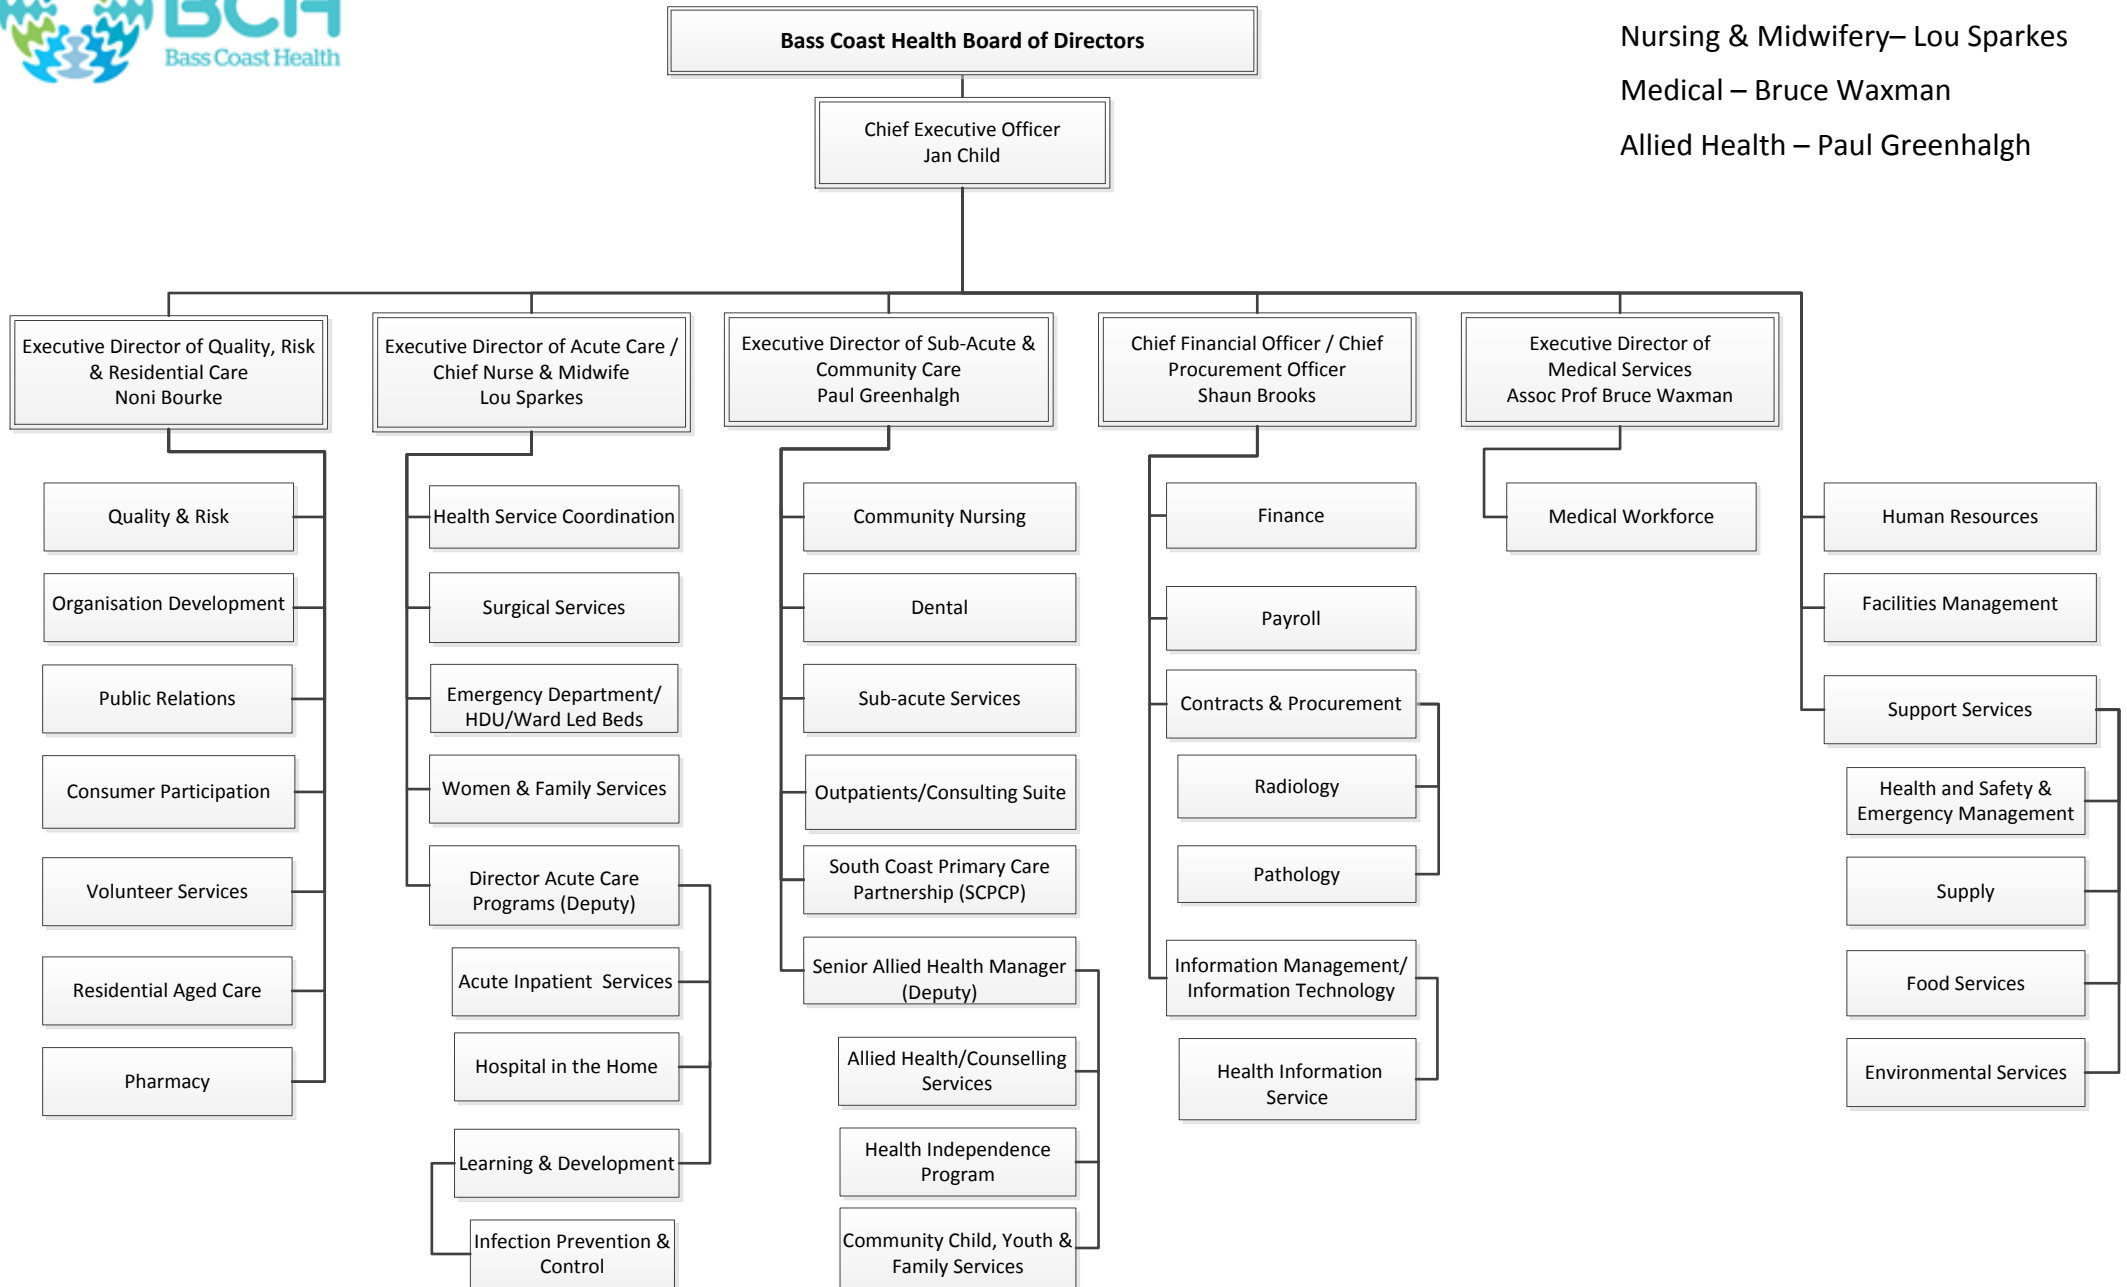 BCH
Bass Coast Health
Bass Coast Health Board of Directors
Nursing & Midwifery– Lou Sparkes
Medical – Bruce Waxman
Allied Health – Paul Greenhalgh
Chief Executive Officer
Jan Child
Executive Director of Quality, Risk
& Residential Care
Noni Bourke
Executive Director of Acute Care /
Chief Nurse & Midwife
Lou Sparkes
Executive Director of Sub-Acute &
Community Care
Paul Greenhalgh
Chief Financial Officer / Chief
Procurement Officer
Shaun Brooks
Executive Director of
Medical Services
Assoc Prof Bruce Waxman
Quality & Risk
Organisation Development
Public Relations
Consumer Participation
Volunteer Services
Residential Aged Care
Pharmacy
Health Service Coordination
Surgical Services
Emergency Department/
HDU/Ward Led Beds
Women & Family Services
Director Acute Care
Programs (Deputy)
Acute Inpatient  Services
Hospital in the Home
Learning & Development
Infection Prevention &
Control
Community Nursing
Dental
Sub-acute Services
Outpatients/Consulting Suite
South Coast Primary Care
Partnership (SCPCP)
Senior Allied Health Manager
(Deputy)
Allied Health/Counselling
Services
Health Independence
Program
Community Child, Youth &
Family Services
Finance
Payroll
Contracts & Procurement
Radiology
Pathology
Information Management/
Information Technology
Health Information
Service
Medical Workforce
Human Resources
Facilities Management
Support Services
Health and Safety &
Emergency Management
Supply
Food Services
Environmental Services